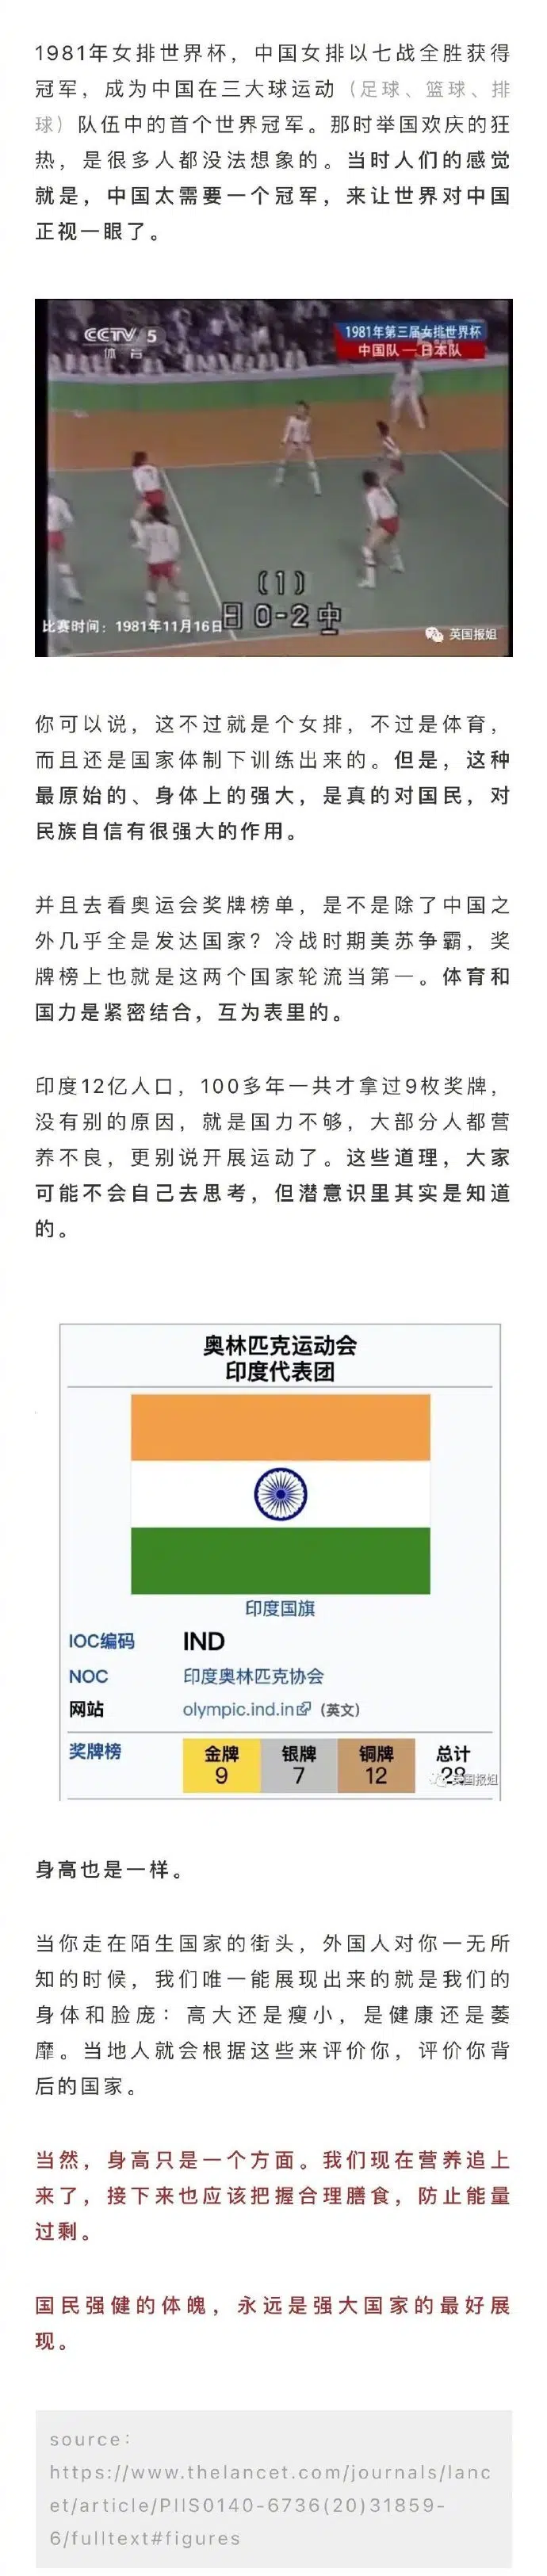 1981年女排世界杯，中国女排以七战全胜获得
冠军，成为中国在三大球运动（足球、篮球、排
球）队伍中的首个世界冠军。那时举国欢庆的狂
热，是很多人都没法想象的。当时人们的感觉
就是，中国太需要一个冠军，来让世界对中国
正视一眼了。
CCTV 5
体育
1981年第三届女排世界杯
中国队—日本队
(1)
日 0-2 中
比赛时间：1981年11月16日
英国报姐
你可以说，这不过就是个女排，不过是体育，
而且还是国家体制下训练出来的。但是，这种
最原始的、身体上的强大，是真的对国民，对
民族自信有很强大的作用。
并且去看奥运会奖牌榜单，是不是除了中国之
外几乎全是发达国家？冷战时期美苏争霸，奖
牌榜上也就是这两个国家轮流当第一。体育和
国力是紧密结合，互为表里的。
印度12亿人口，100多年一共才拿过9枚奖牌，
没有别的原因，就是国力不够，大部分人都营
养不良，更别说开展运动了。这些道理，大家
可能不会自己去思考，但潜意识里其实是知道
的。
奥林匹克运动会
印度代表团
印度国旗
IOC编码 IND
NOC 印度奥林匹克协会
网站 olympic.ind.in（英文）
奖牌榜 金牌 银牌 铜牌 总计
9 7 12 28
英国报姐
身高也是一样。
当你走在陌生国家的街头，外国人对你一无所
知的时候，我们唯一能展现出来的就是我们的
身体和脸庞：高大还是瘦小，是健康还是萎
靡。当地人就会根据这些来评价你，评价你背
后的国家。
当然，身高只是一个方面。我们现在营养追上
来了，接下来也应该把握合理膳食，防止能量
过剩。
国民强健的体魄，永远是强大国家的最好展
现。
source：
https://www.thelancet.com/journals/lanc
et/article/PIIS0140-6736(20)31859-
6/fulltext#figures